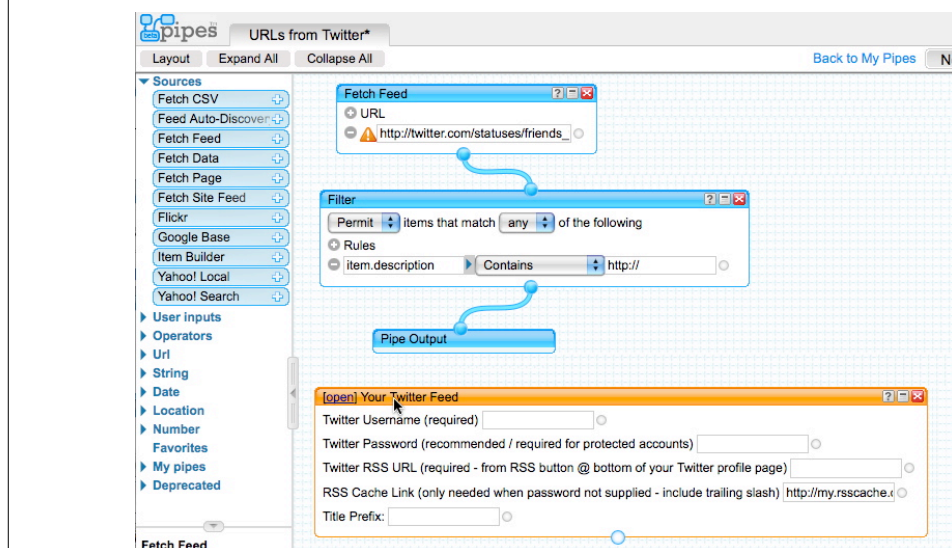 pipes
beta
URLs from Twitter*
Layout Expand All Collapse All Back to My Pipes
Sources
Fetch CSV
Feed Auto-Discover
Fetch Feed
Fetch Data
Fetch Page
Fetch Site Feed
Flickr
Google Base
Item Builder
Yahoo! Local
Yahoo! Search
User inputs
Operators
Url
String
Date
Location
Number
Favorites
My pipes
Deprecated
Fetch Feed
Fetch Feed
URL
http://twitter.com/statuses/friends_
Filter
Permit items that match any of the following
Rules
item.description Contains http://
Pipe Output
[open] Your Twitter Feed
Twitter Username (required)
Twitter Password (recommended / required for protected accounts)
Twitter RSS URL (required - from RSS button @ bottom of your Twitter profile page)
RSS Cache Link (only needed when password not supplied - include trailing slash) http://my.rsscache.
Title Prefix: